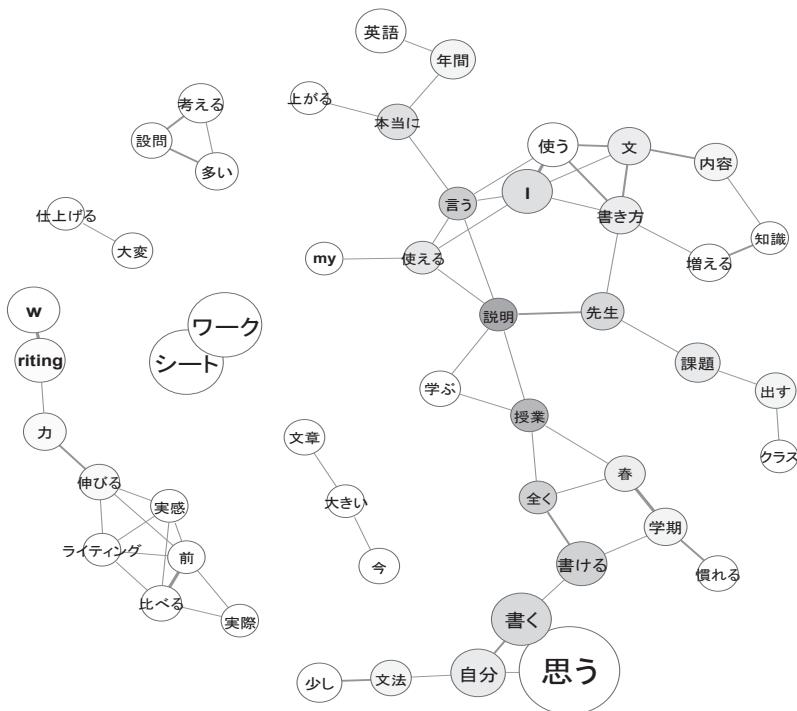 英語
年間
上がる
本当に
考える
設問
多い
使う
文
内容
I
言う
書き方
仕上げる
大変
知識
my
使える
増える
w
ワーク
説明
先生
riting
シート
課題
学ぶ
出す
授業
力
文章
クラス
伸びる
春
実感
大きい
全く
学期
ライティング
前
今
書ける
慣れる
比べる
実際
書く
思う
少し
文法
自分